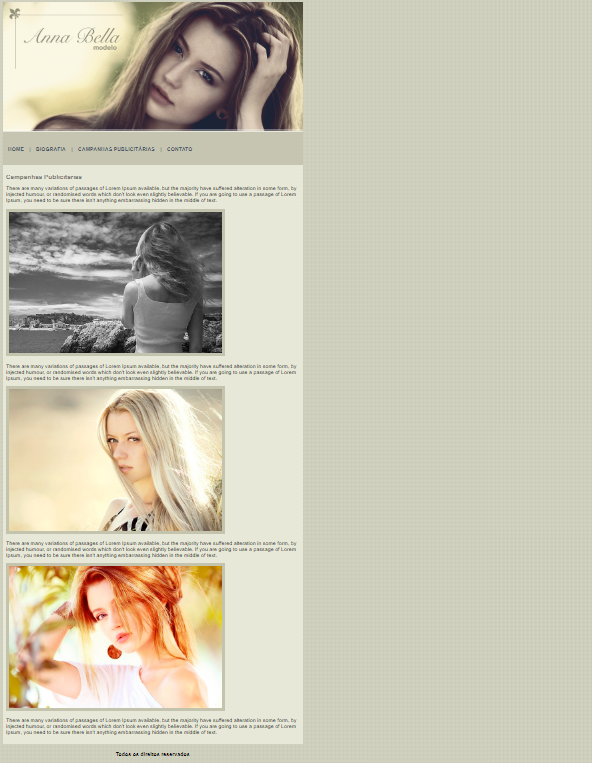 Anna Bella
modelo
HOME | BIOGRAFIA | CAMPANHAS PUBLICITÁRIAS | CONTATO
Campanhas Publicitárias
There are many variations of passages of Lorem Ipsum available, but the majority have suffered alteration in some form, by
injected humour, or randomised words which don't look even slightly believable. If you are going to use a passage of Lorem
Ipsum, you need to be sure there isn't anything embarrassing hidden in the middle of text.
There are many variations of passages of Lorem Ipsum available, but the majority have suffered alteration in some form, by
injected humour, or randomised words which don't look even slightly believable. If you are going to use a passage of Lorem
Ipsum, you need to be sure there isn't anything embarrassing hidden in the middle of text.
There are many variations of passages of Lorem Ipsum available, but the majority have suffered alteration in some form, by
injected humour, or randomised words which don't look even slightly believable. If you are going to use a passage of Lorem
Ipsum, you need to be sure there isn't anything embarrassing hidden in the middle of text.
There are many variations of passages of Lorem Ipsum available, but the majority have suffered alteration in some form, by
injected humour, or randomised words which don't look even slightly believable. If you are going to use a passage of Lorem
Ipsum, you need to be sure there isn't anything embarrassing hidden in the middle of text.
Todos os direitos reservados